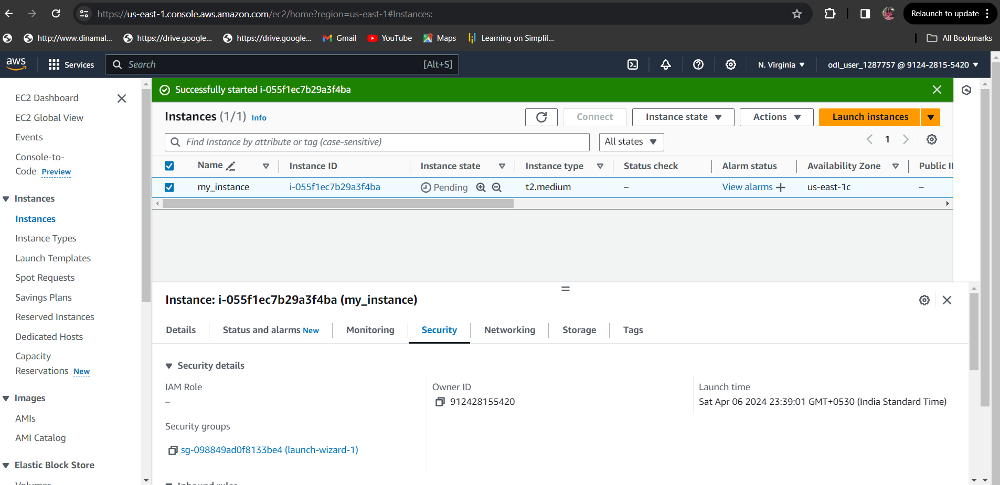 https://us-east-1.console.aws.amazon.com/ec2/home?region=us-east-1#Instances:
Relaunch to update
http://www.dinamal... https://drive.google... https://drive.google... Gmail YouTube Maps Learning on Simplil... All Bookmarks
aws Services Search [Alt+S] N. Virginia odl_user_1287757 @ 9124-2815-5420
EC2 Dashboard
EC2 Global View
Events
Console-to-
Code Preview
Instances
Instances
Instance Types
Launch Templates
Spot Requests
Savings Plans
Reserved Instances
Dedicated Hosts
Capacity
Reservations New
Images
AMIs
AMI Catalog
Elastic Block Store
Volumes
Successfully started i-055f1ec7b29a3f4ba
Instances (1/1) Info Connect Instance state Actions Launch instances
Find Instance by attribute or tag (case-sensitive) All states 1
Name Instance ID Instance state Instance type Status check Alarm status Availability Zone Public
my_instance i-055f1ec7b29a3f4ba Pending t2.medium – View alarms + us-east-1c –
Instance: i-055f1ec7b29a3f4ba (my_instance)
Details Status and alarms New Monitoring Security Networking Storage Tags
Security details
IAM Role Owner ID Launch time
– 912428155420 Sat Apr 06 2024 23:39:01 GMT+0530 (India Standard Time)
Security groups
sg-098849ad0f8133be4 (launch-wizard-1)
Inbound rules